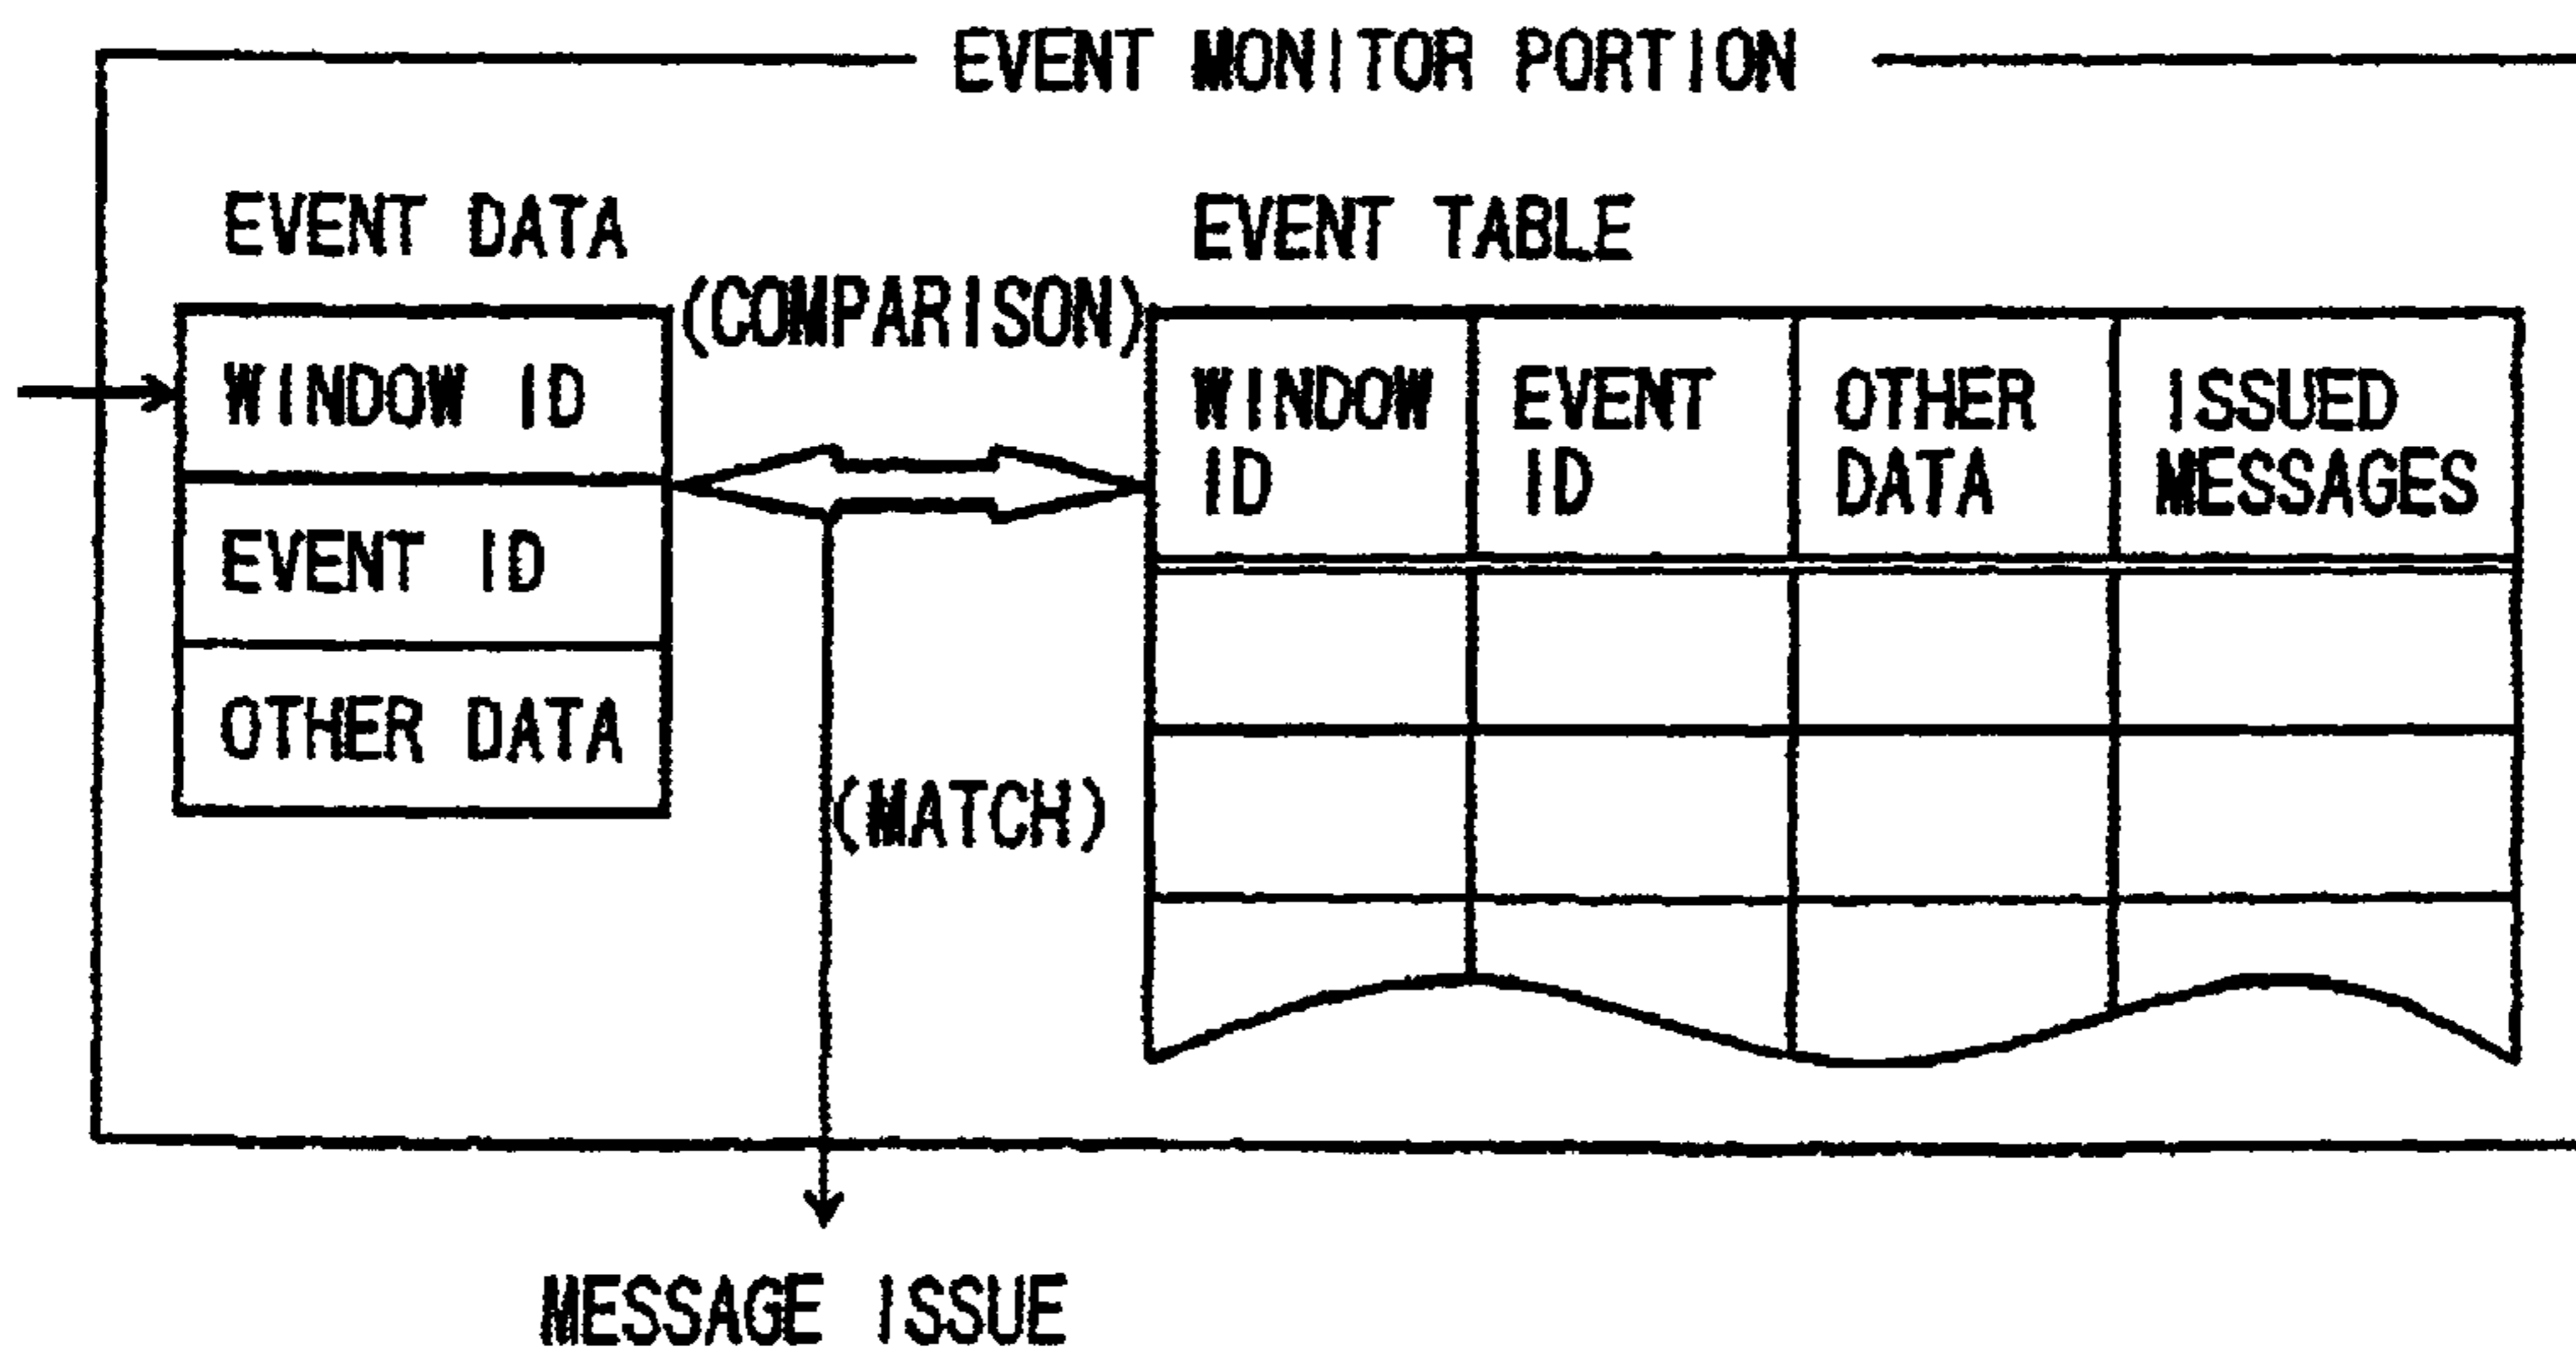 EVENT MONITOR PORTION
EVENT DATA
EVENT TABLE
(COMPARISON)
WINDOW ID
EVENT ID
OTHER DATA
WINDOW
ID
EVENT
ID
OTHER
DATA
ISSUED
MESSAGES
(MATCH)
MESSAGE ISSUE